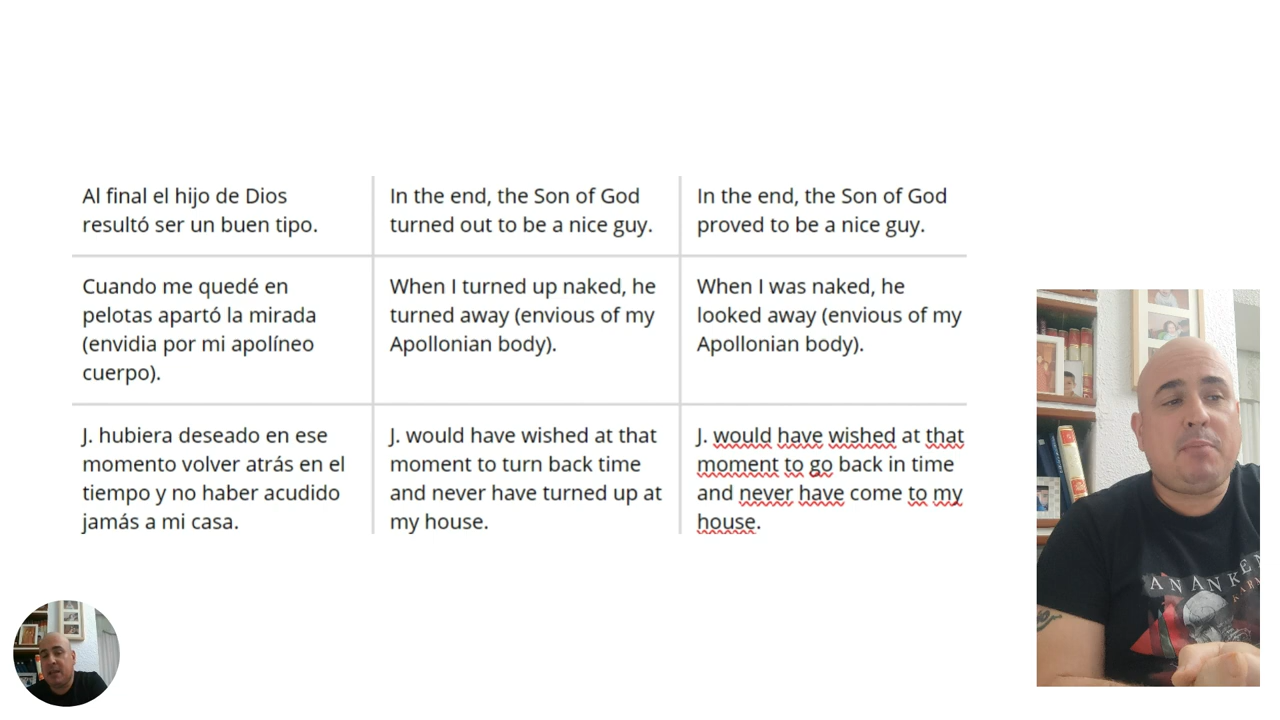 Al final el hijo de Dios
resultó ser un buen tipo.
In the end, the Son of God
turned out to be a nice guy.
In the end, the Son of God
proved to be a nice guy.
Cuando me quedé en
pelotas apartó la mirada
(envidia por mi apolíneo
cuerpo).
When I turned up naked, he
turned away (envious of my
Apollonian body).
When I was naked, he
looked away (envious of my
Apollonian body).
J. hubiera deseado en ese
momento volver atrás en el
tiempo y no haber acudido
jamás a mi casa.
J. would have wished at that
moment to turn back time
and never have turned up at
my house.
J. would have wished at that
moment to go back in time
and never have come to my
house.
ANANKE